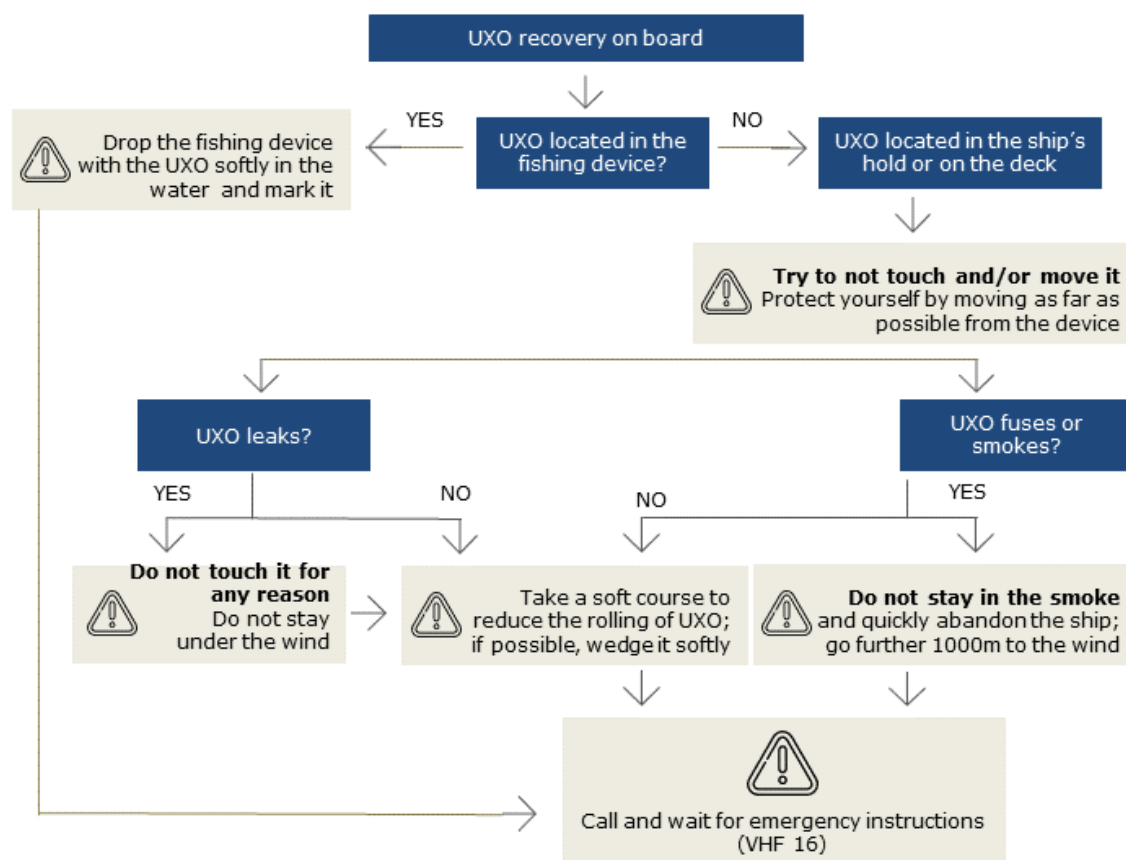 UXO recovery on board
YES
NO
Drop the fishing device
with the UXO softly in the
water and mark it
UXO located in the
fishing device?
UXO located in the ship's
hold or on the deck
Try to not touch and/or move it
Protect yourself by moving as far as
possible from the device
UXO leaks?
UXO fuses or
smokes?
YES
NO
NO
YES
Do not touch it for
any reason
Do not stay
under the wind
Take a soft course to
reduce the rolling of UXO;
if possible, wedge it softly
Do not stay in the smoke
and quickly abandon the ship;
go further 1000m to the wind
Call and wait for emergency instructions
(VHF 16)